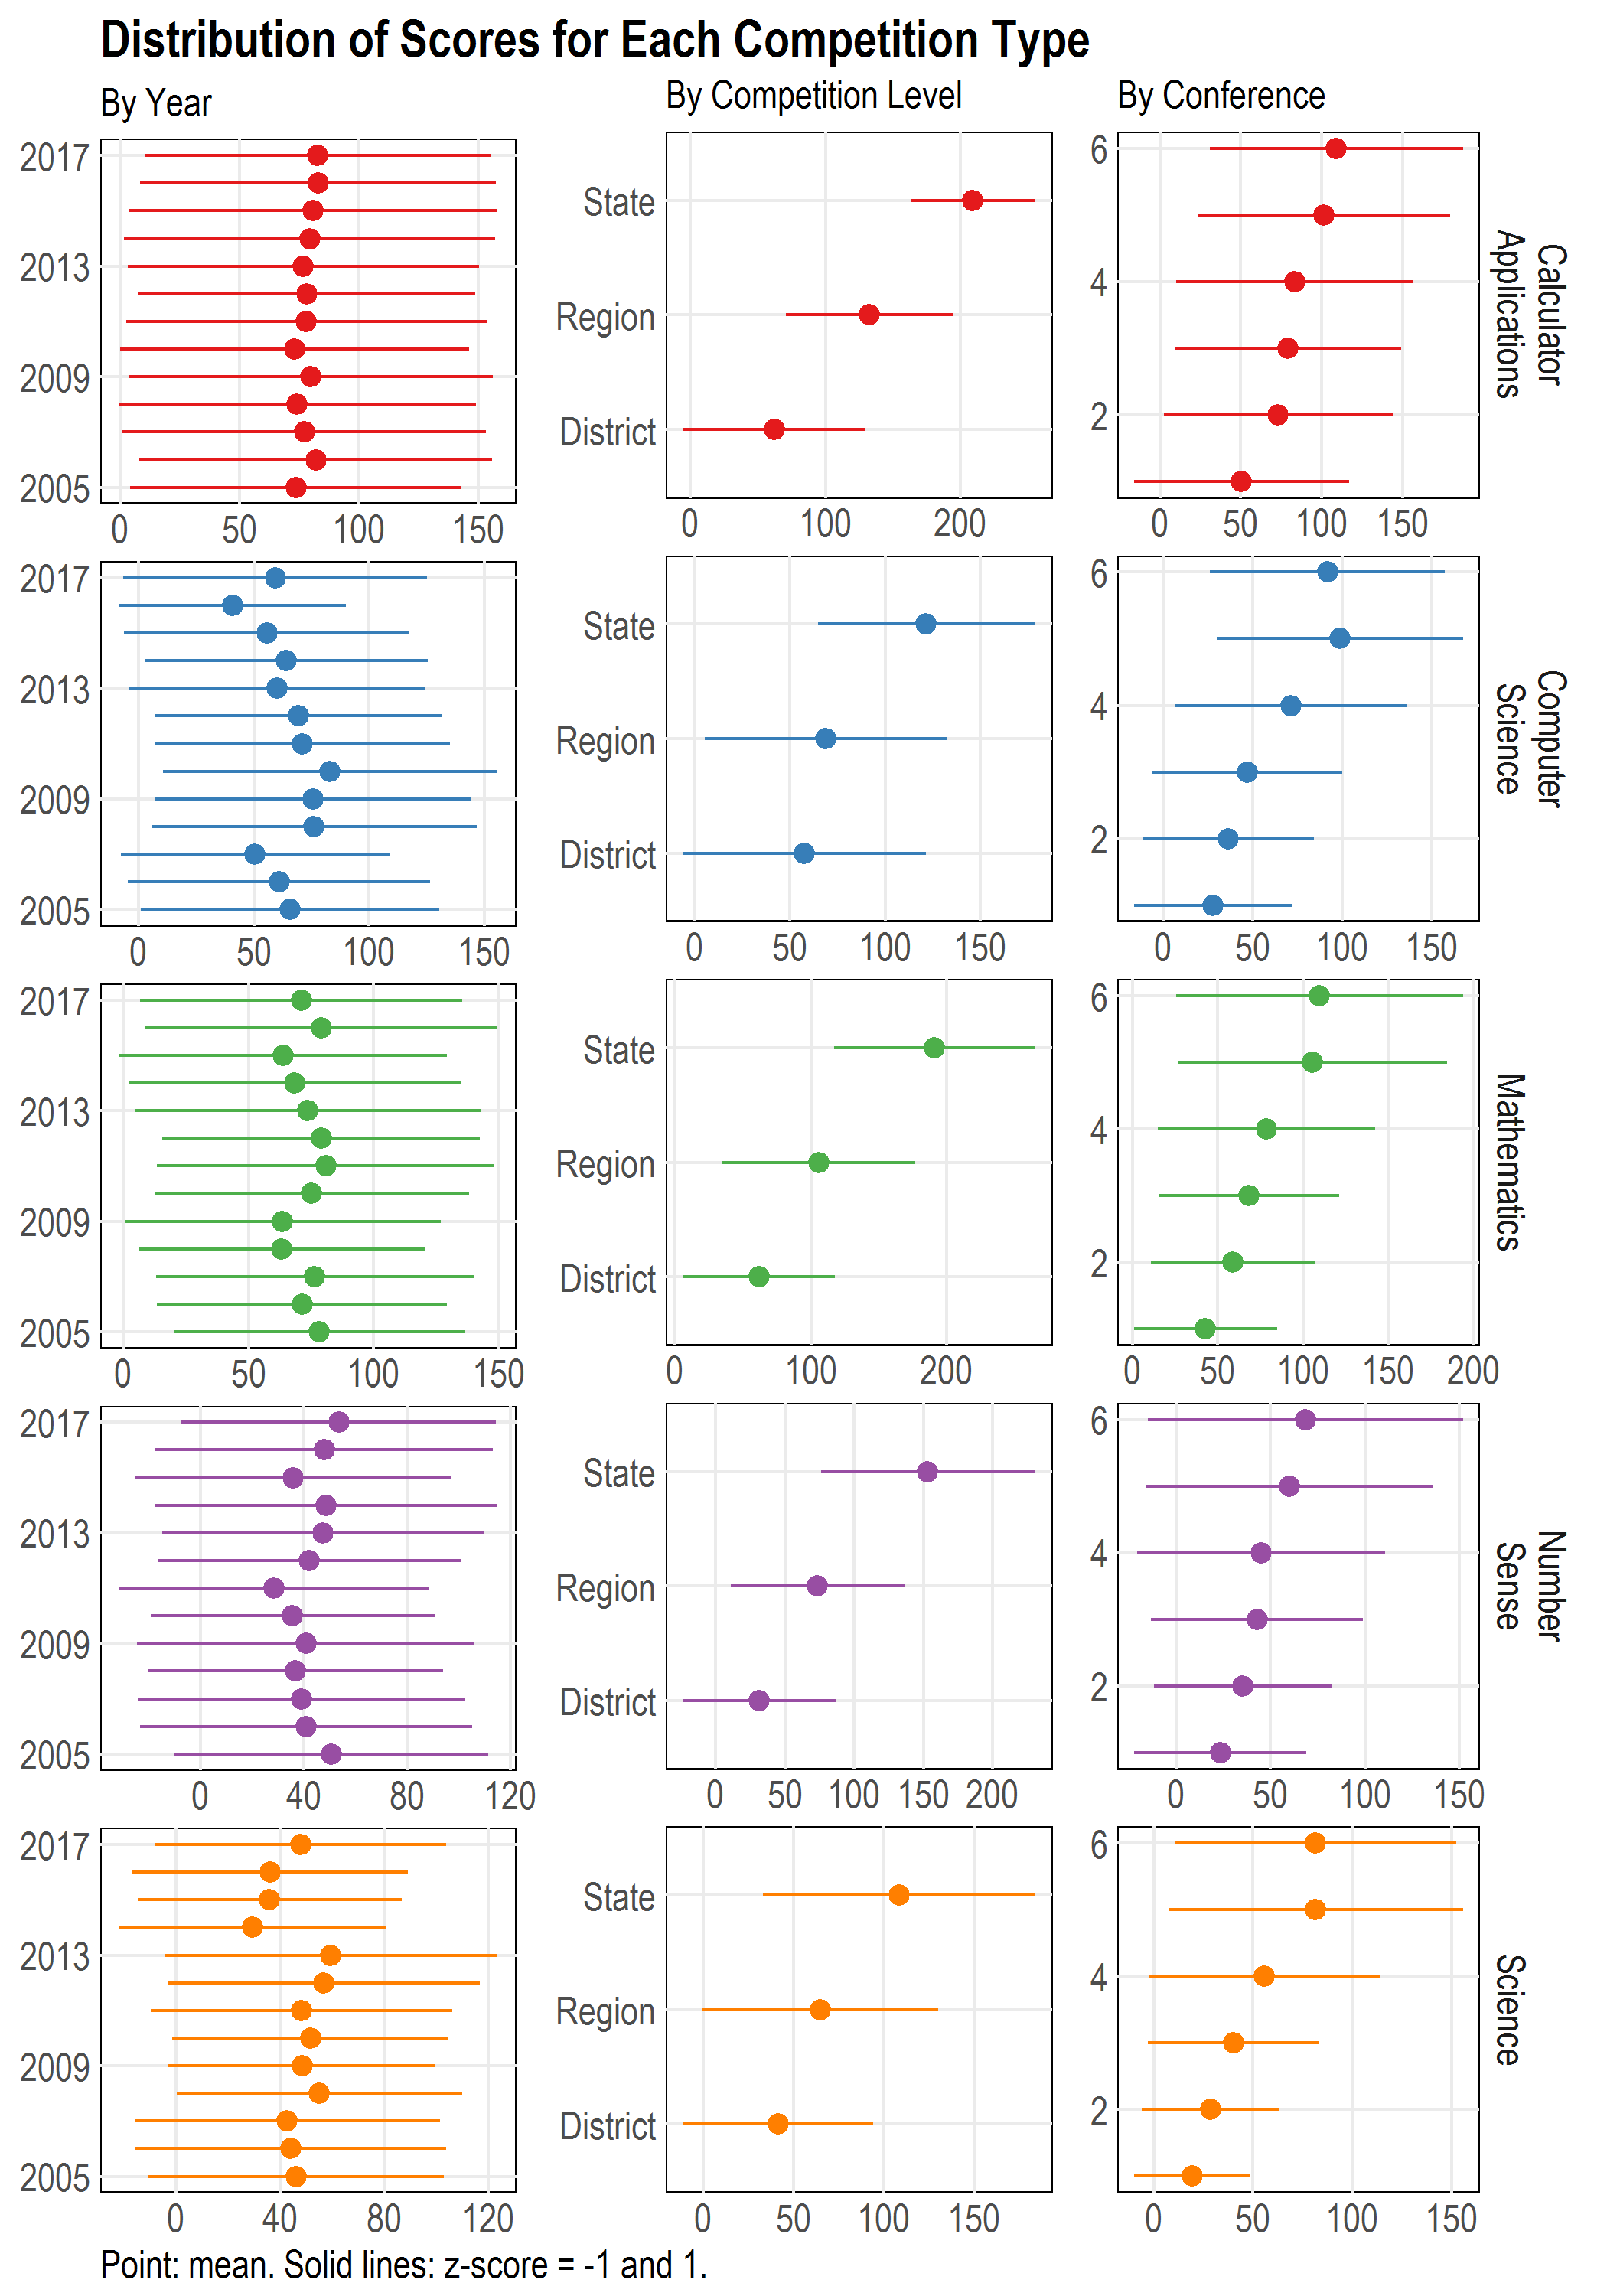 Distribution of Scores for Each Competition Type
By Year
By Competition Level
By Conference
2017
2013
2009
2005
0 50 100 150
State
Region
District
0 100 200
6
4
2
0 50 100 150
Calculator
Applications
2017
2013
2009
2005
0 50 100 150
State
Region
District
0 50 100 150
6
4
2
0 50 100 150
Computer
Science
2017
2013
2009
2005
0 50 100 150
State
Region
District
0 100 200
6
4
2
0 50 100 150 200
Mathematics
2017
2013
2009
2005
0 40 80 120
State
Region
District
0 50 100 150 200
6
4
2
0 50 100 150
Number
Sense
2017
2013
2009
2005
0 40 80 120
State
Region
District
0 50 100 150
6
4
2
0 50 100 150
Science
Point: mean. Solid lines: z-score = -1 and 1.